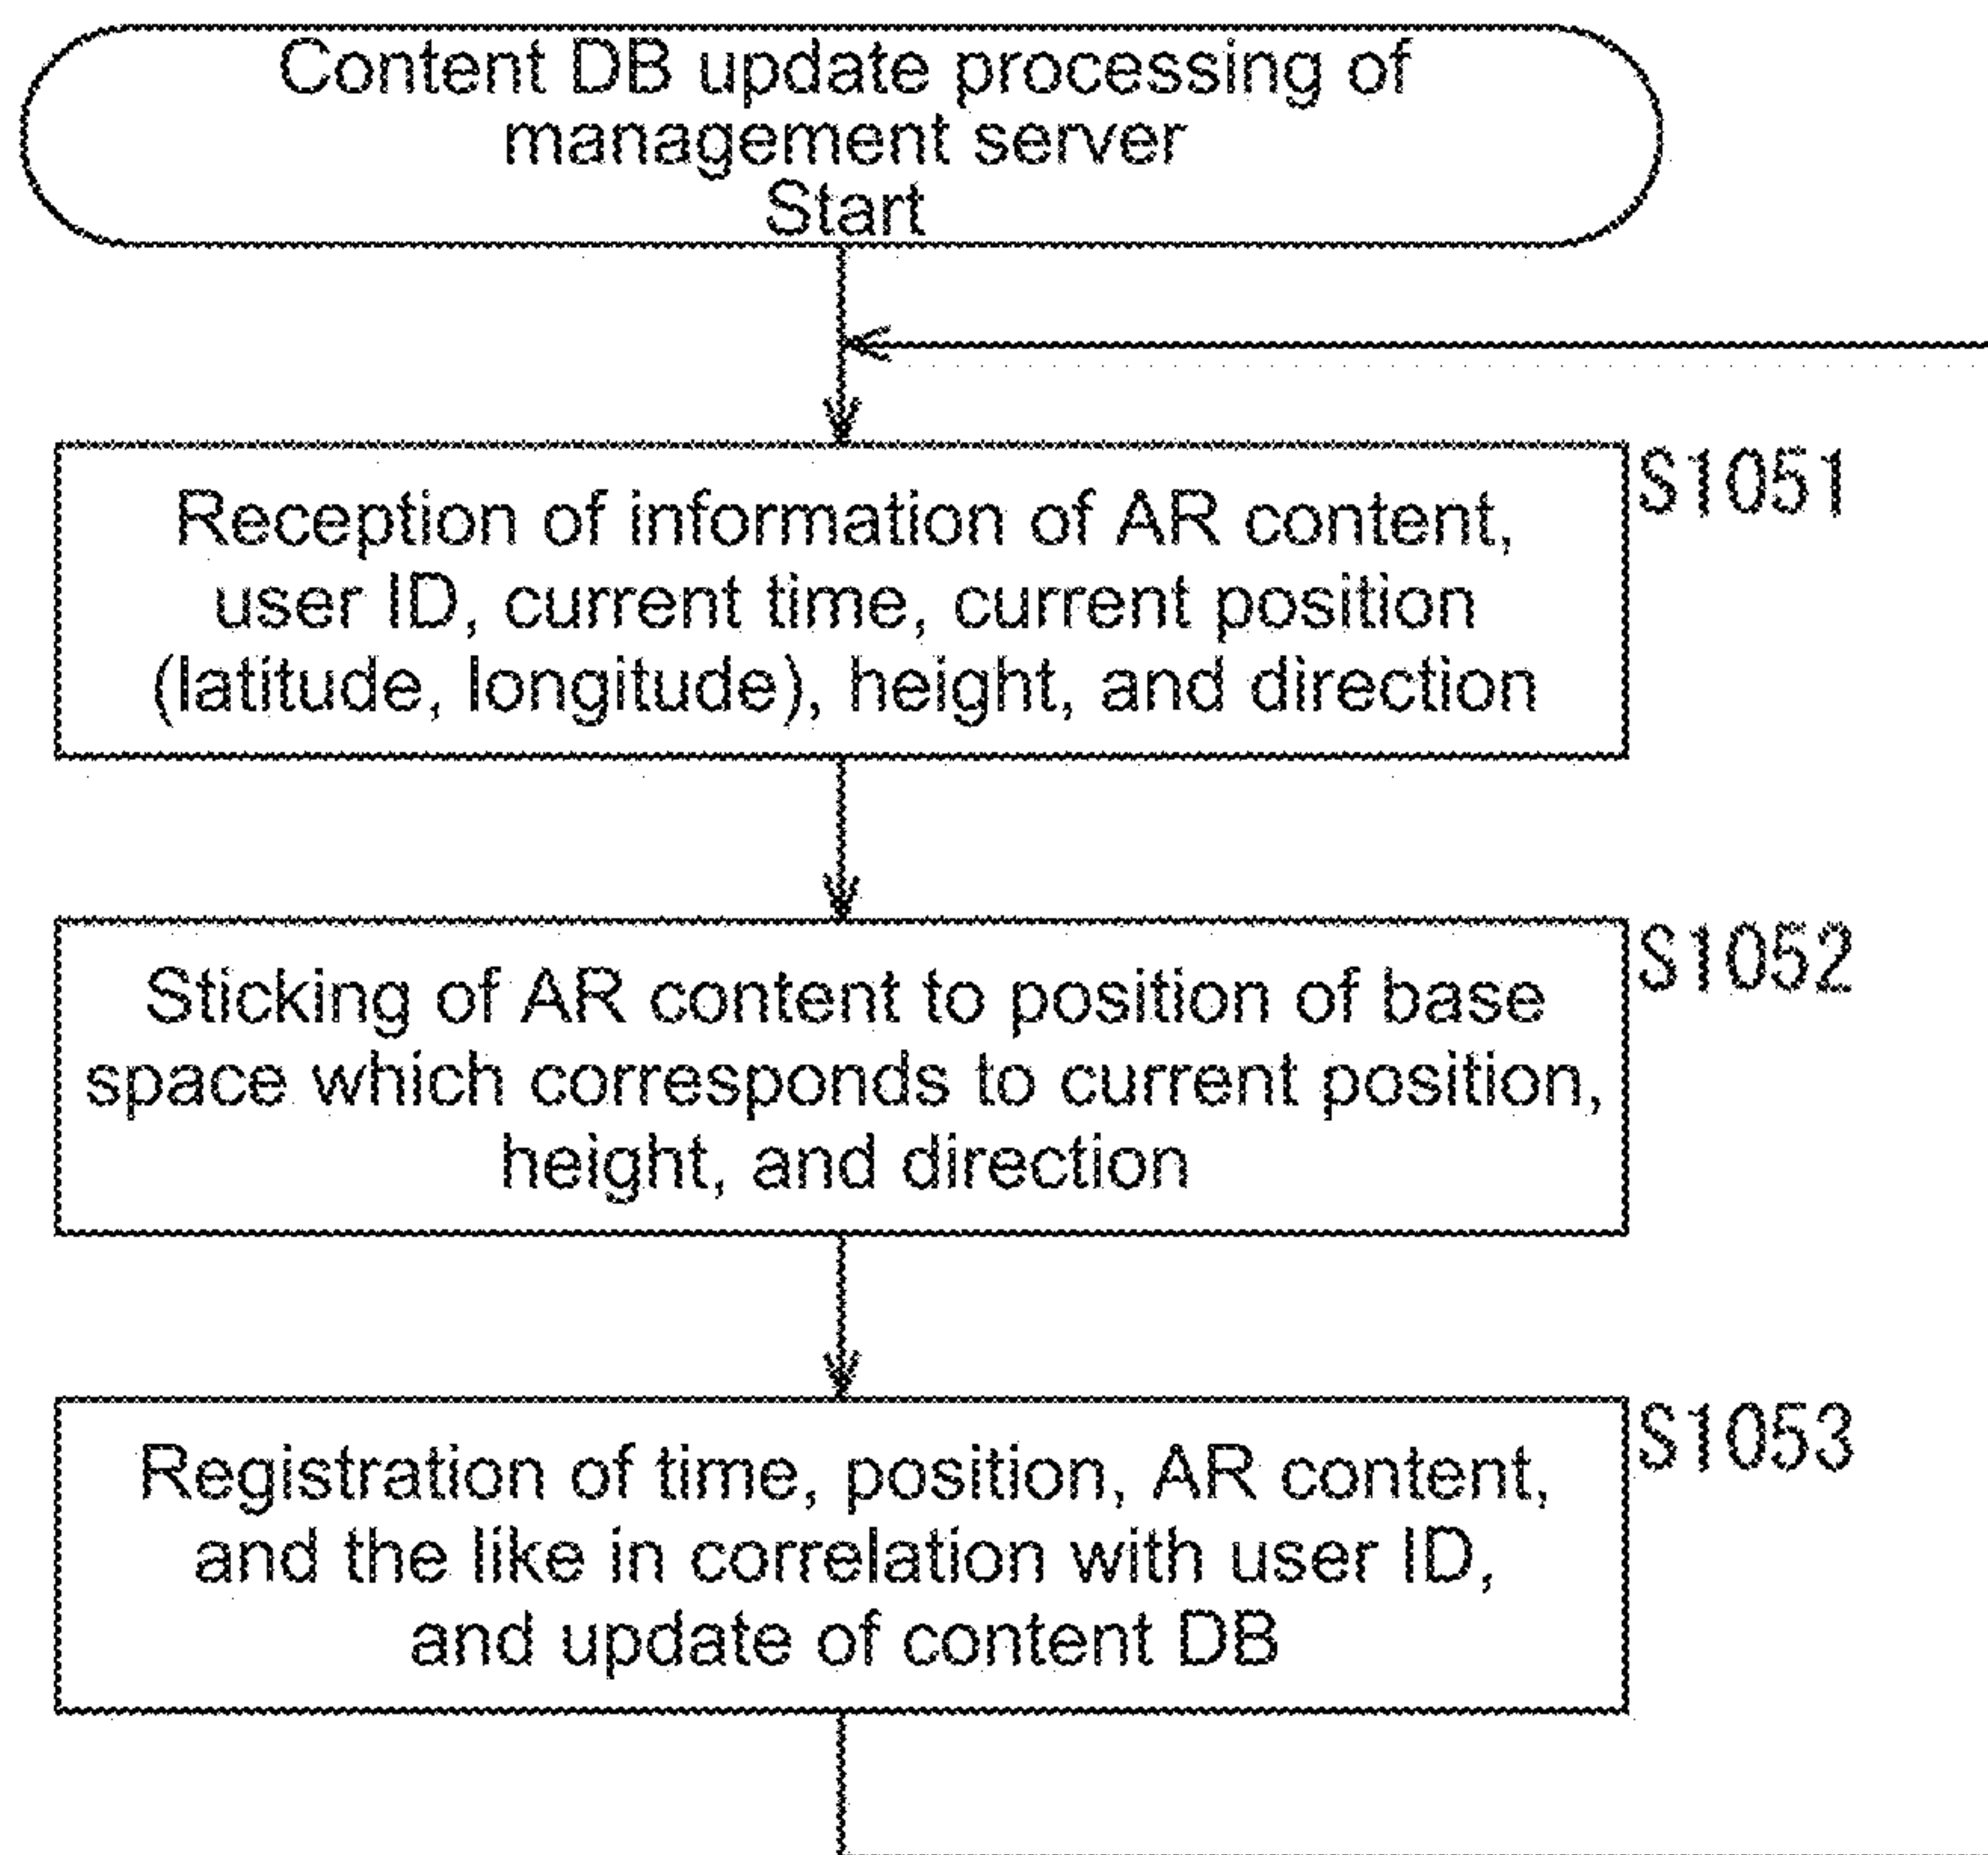 Content DB update processing of
management server
Start
S1051
Reception of information of AR content,
user ID, current time, current position
(latitude, longitude), height, and direction
S1052
Sticking of AR content to position of base
space which corresponds to current position,
height, and direction
S1053
Registration of time, position, AR content,
and the like in correlation with user ID,
and update of content DB